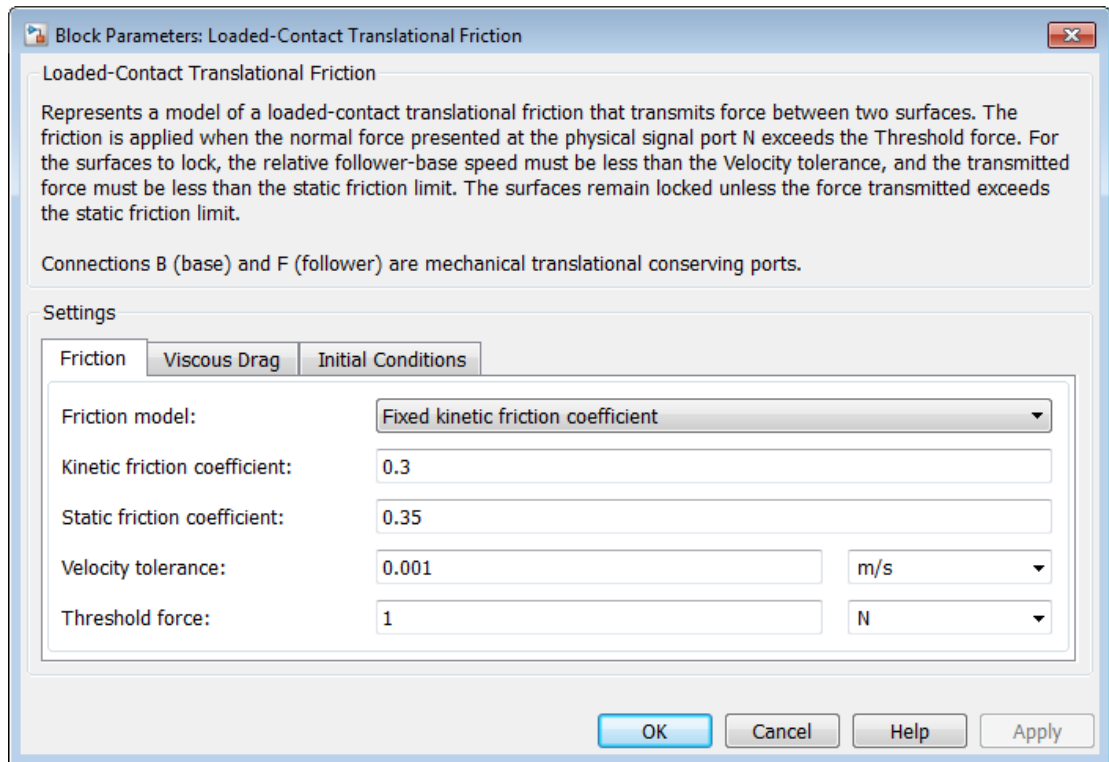 Block Parameters: Loaded-Contact Translational Friction
Loaded-Contact Translational Friction
Represents a model of a loaded-contact translational friction that transmits force between two surfaces. The
friction is applied when the normal force presented at the physical signal port N exceeds the Threshold force. For
the surfaces to lock, the relative follower-base speed must be less than the Velocity tolerance, and the transmitted
force must be less than the static friction limit. The surfaces remain locked unless the force transmitted exceeds
the static friction limit.
Connections B (base) and F (follower) are mechanical translational conserving ports.
Settings
Friction Viscous Drag Initial Conditions
Friction model: Fixed kinetic friction coefficient
Kinetic friction coefficient: 0.3
Static friction coefficient: 0.35
Velocity tolerance: 0.001 m/s
Threshold force: 1 N
OK Cancel Help Apply